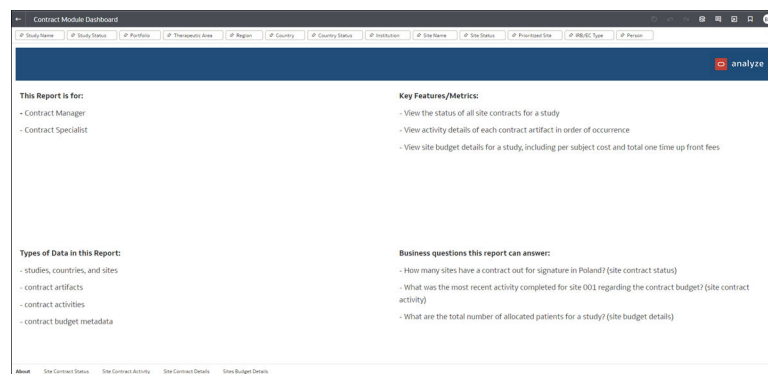 Contract Module Dashboard
Study Name
Study Status
Portfolio
Therapeutic Area
Region
Country
Country Status
Institution
Site Name
Site Status
Prioritized Site
IRB/EC Type
Person
analyze
This Report is for:
- Contract Manager
- Contract Specialist
Key Features/Metrics:
- View the status of all site contracts for a study
- View activity details of each contract artifact in order of occurrence
- View site budget details for a study, including per subject cost and total one time up front fees
Types of Data in this Report:
- studies, countries, and sites
- contract artifacts
- contract activities
- contract budget metadata
Business questions this report can answer:
- How many sites have a contract out for signature in Poland? (site contract status)
- What was the most recent activity completed for site 001 regarding the contract budget? (site contract
activity)
- What are the total number of allocated patients for a study? (site budget details)
About
Site Contract Status
Site Contract Activity
Site Contract Details
Sites Budget Details